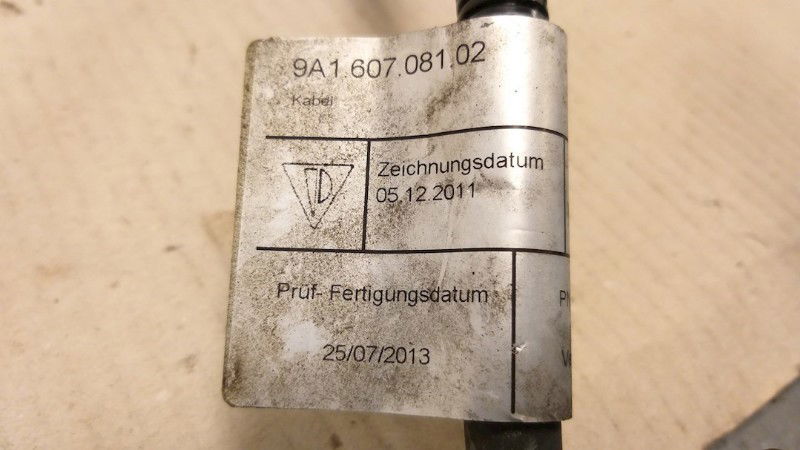 9A1.607.081.02
Kabel
Zeichnungsdatum
05.12.2011
Prüf- Fertigungsdatum
25/07/2013